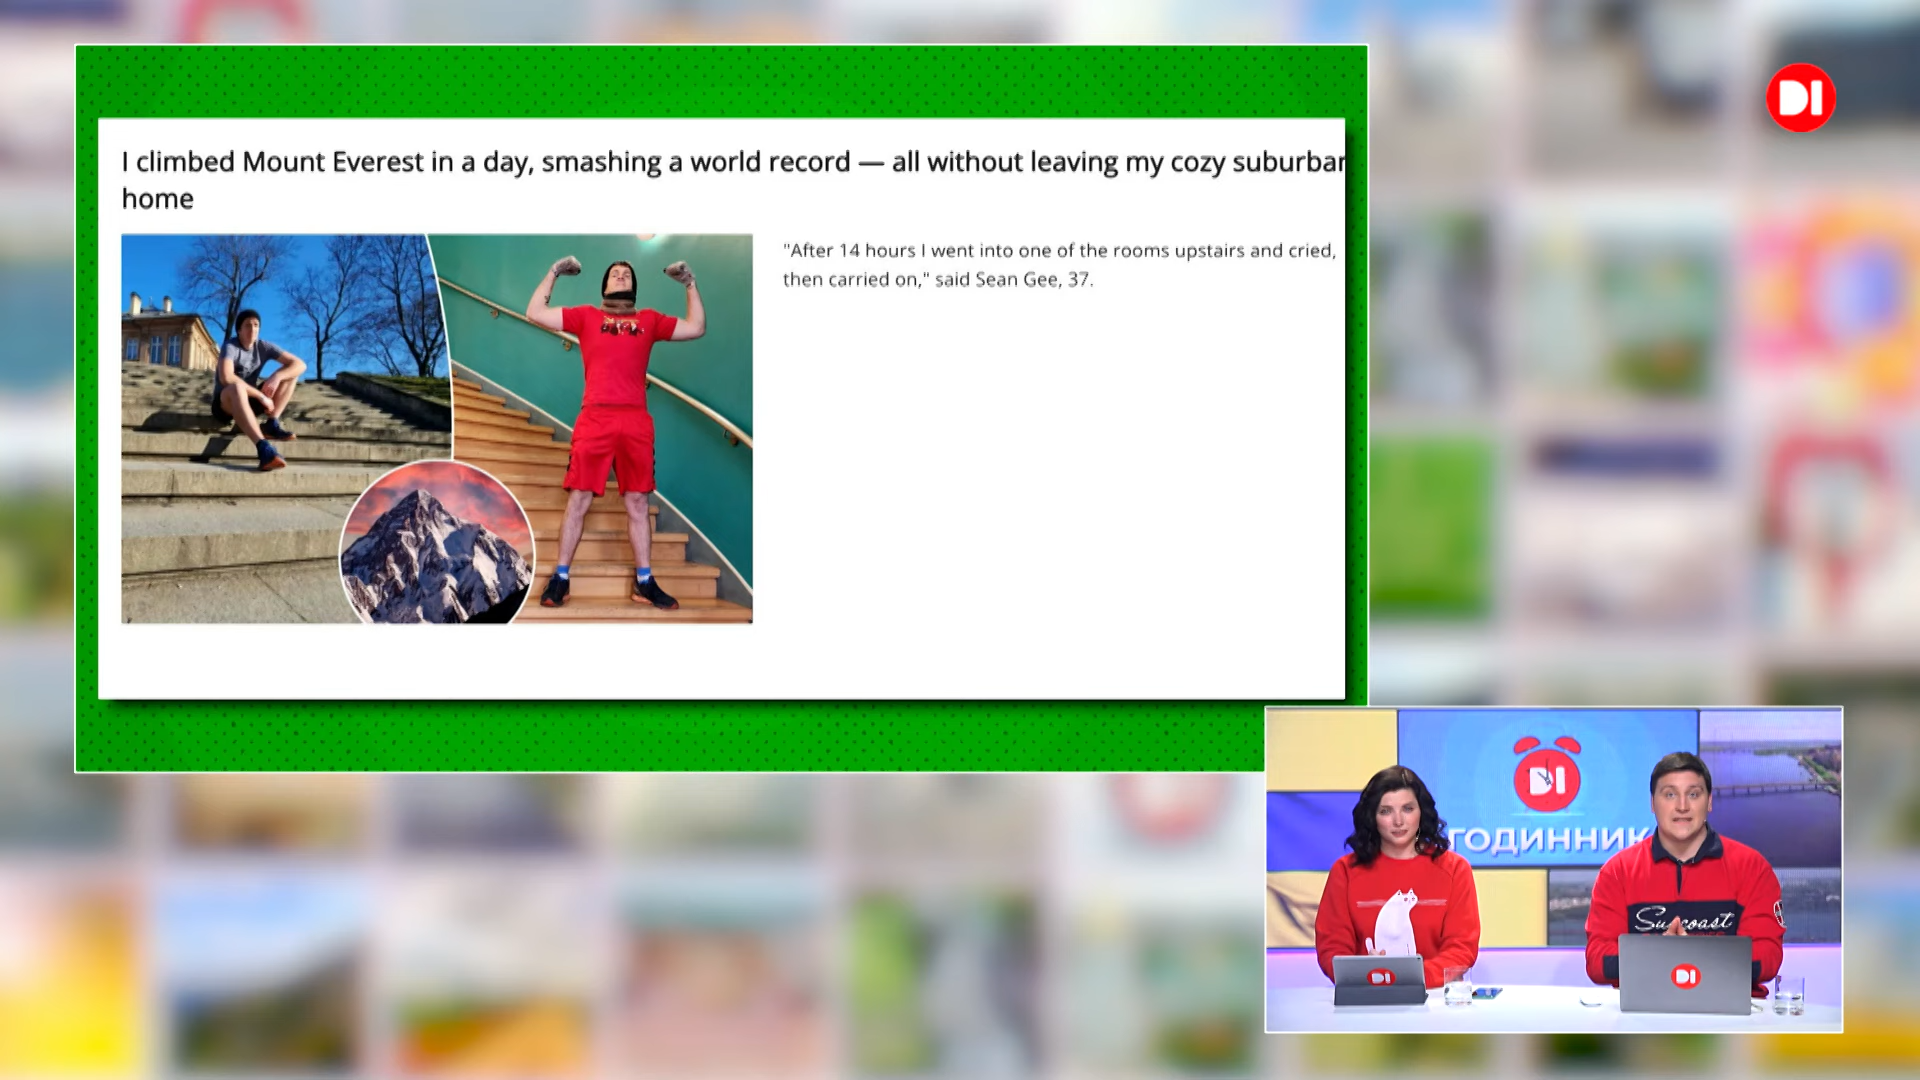 DI
I climbed Mount Everest in a day, smashing a world record — all without leaving my cozy suburban
home
"After 14 hours I went into one of the rooms upstairs and cried,
then carried on," said Sean Gee, 37.
DI
ГОДИННИК
Suncoast
DI
DI